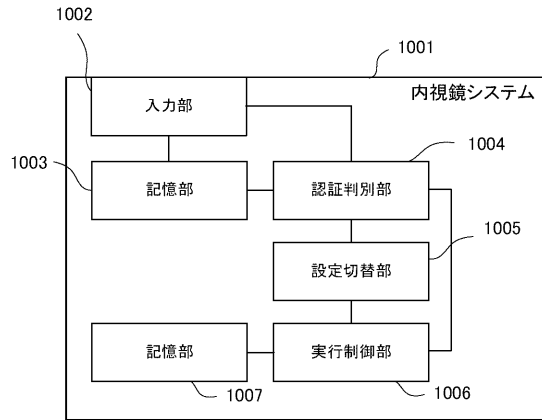 1002
1001
内視鏡システム
入力部
1003
1004
記憶部
認証判別部
1005
設定切替部
記憶部
実行制御部
1007
1006